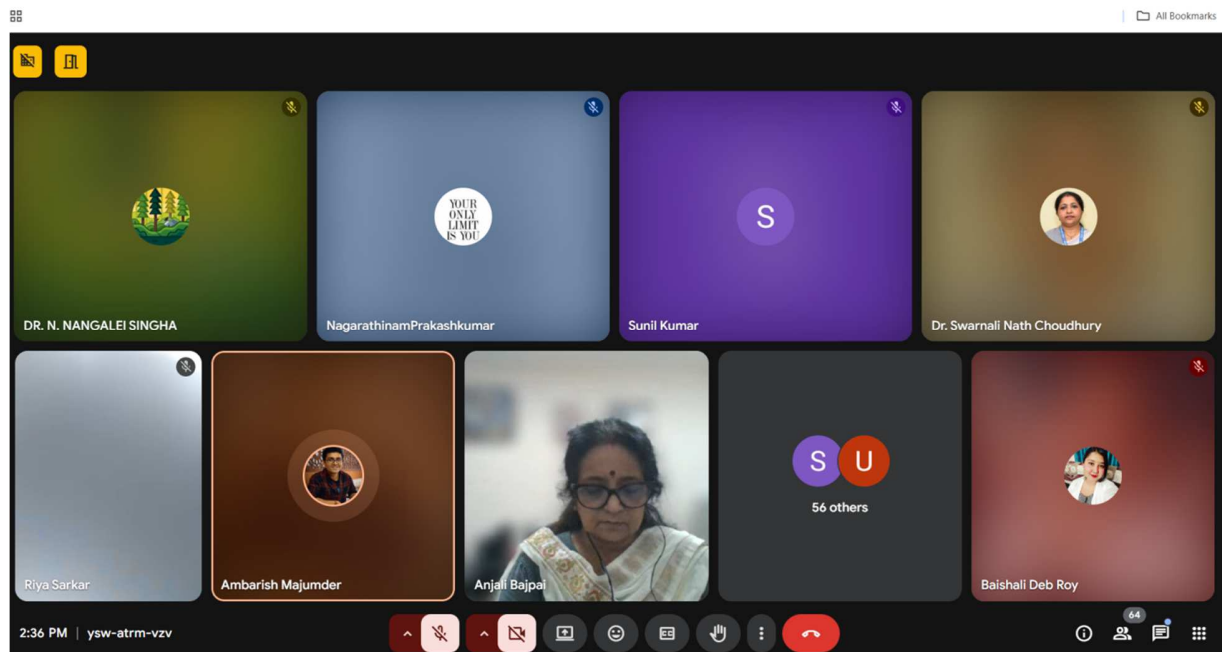 All Bookmarks
YOUR
ONLY
LIMIT
IS YOU
S
DR. N. NANGALEI SINGHA
NagarathinamPrakashkumar
Sunil Kumar
Dr. Swarnali Nath Choudhury
S U
56 others
Riya Sarkar
Ambarish Majumder
Anjali Bajpai
Baishali Deb Roy
2:36 PM | ysw-atrm-vzv
CC
64